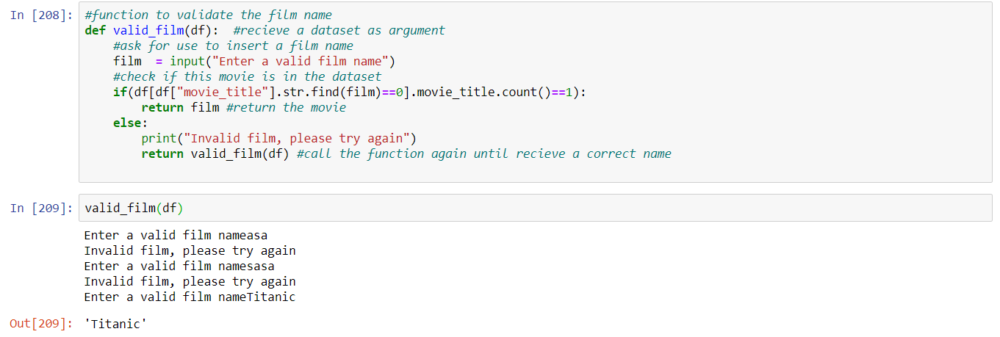 In [208]: #function to validate the film name
def valid_film(df):  #recieve a dataset as argument
    #ask for use to insert a film name
    film  = input("Enter a valid film name")
    #check if this movie is in the dataset
    if(df[df["movie_title"].str.find(film)==0].movie_title.count()==1):
        return film #return the movie
    else:
        print("Invalid film, please try again")
        return valid_film(df) #call the function again until recieve a correct name
In [209]: valid_film(df)
Enter a valid film nameasa
Invalid film, please try again
Enter a valid film namesasa
Invalid film, please try again
Enter a valid film nameTitanic
Out[209]: 'Titanic'